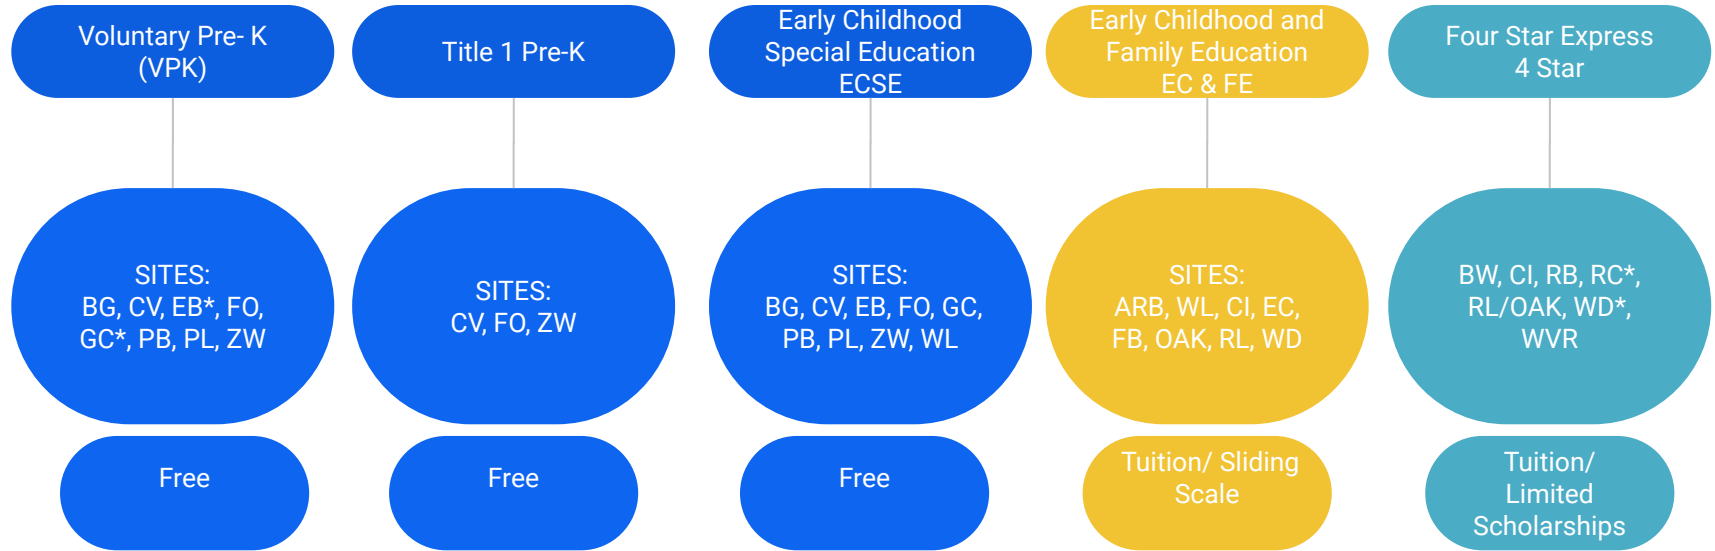 Voluntary Pre- K
(VPK)
Title 1 Pre-K
Early Childhood
Special Education
ECSE
Early Childhood and
Family Education
EC & FE
Four Star Express
4 Star
SITES:
BG, CV, EB*, FO,
GC*, PB, PL, ZW
SITES:
CV, FO, ZW
SITES:
BG, CV, EB, FO, GC,
PB, PL, ZW, WL
SITES:
ARB, WL, CI, EC,
FB, OAK, RL, WD
BW, CI, RB, RC*,
RL/OAK, WD*,
WVR
Free
Free
Free
Tuition/ Sliding
Scale
Tuition/
Limited
Scholarships